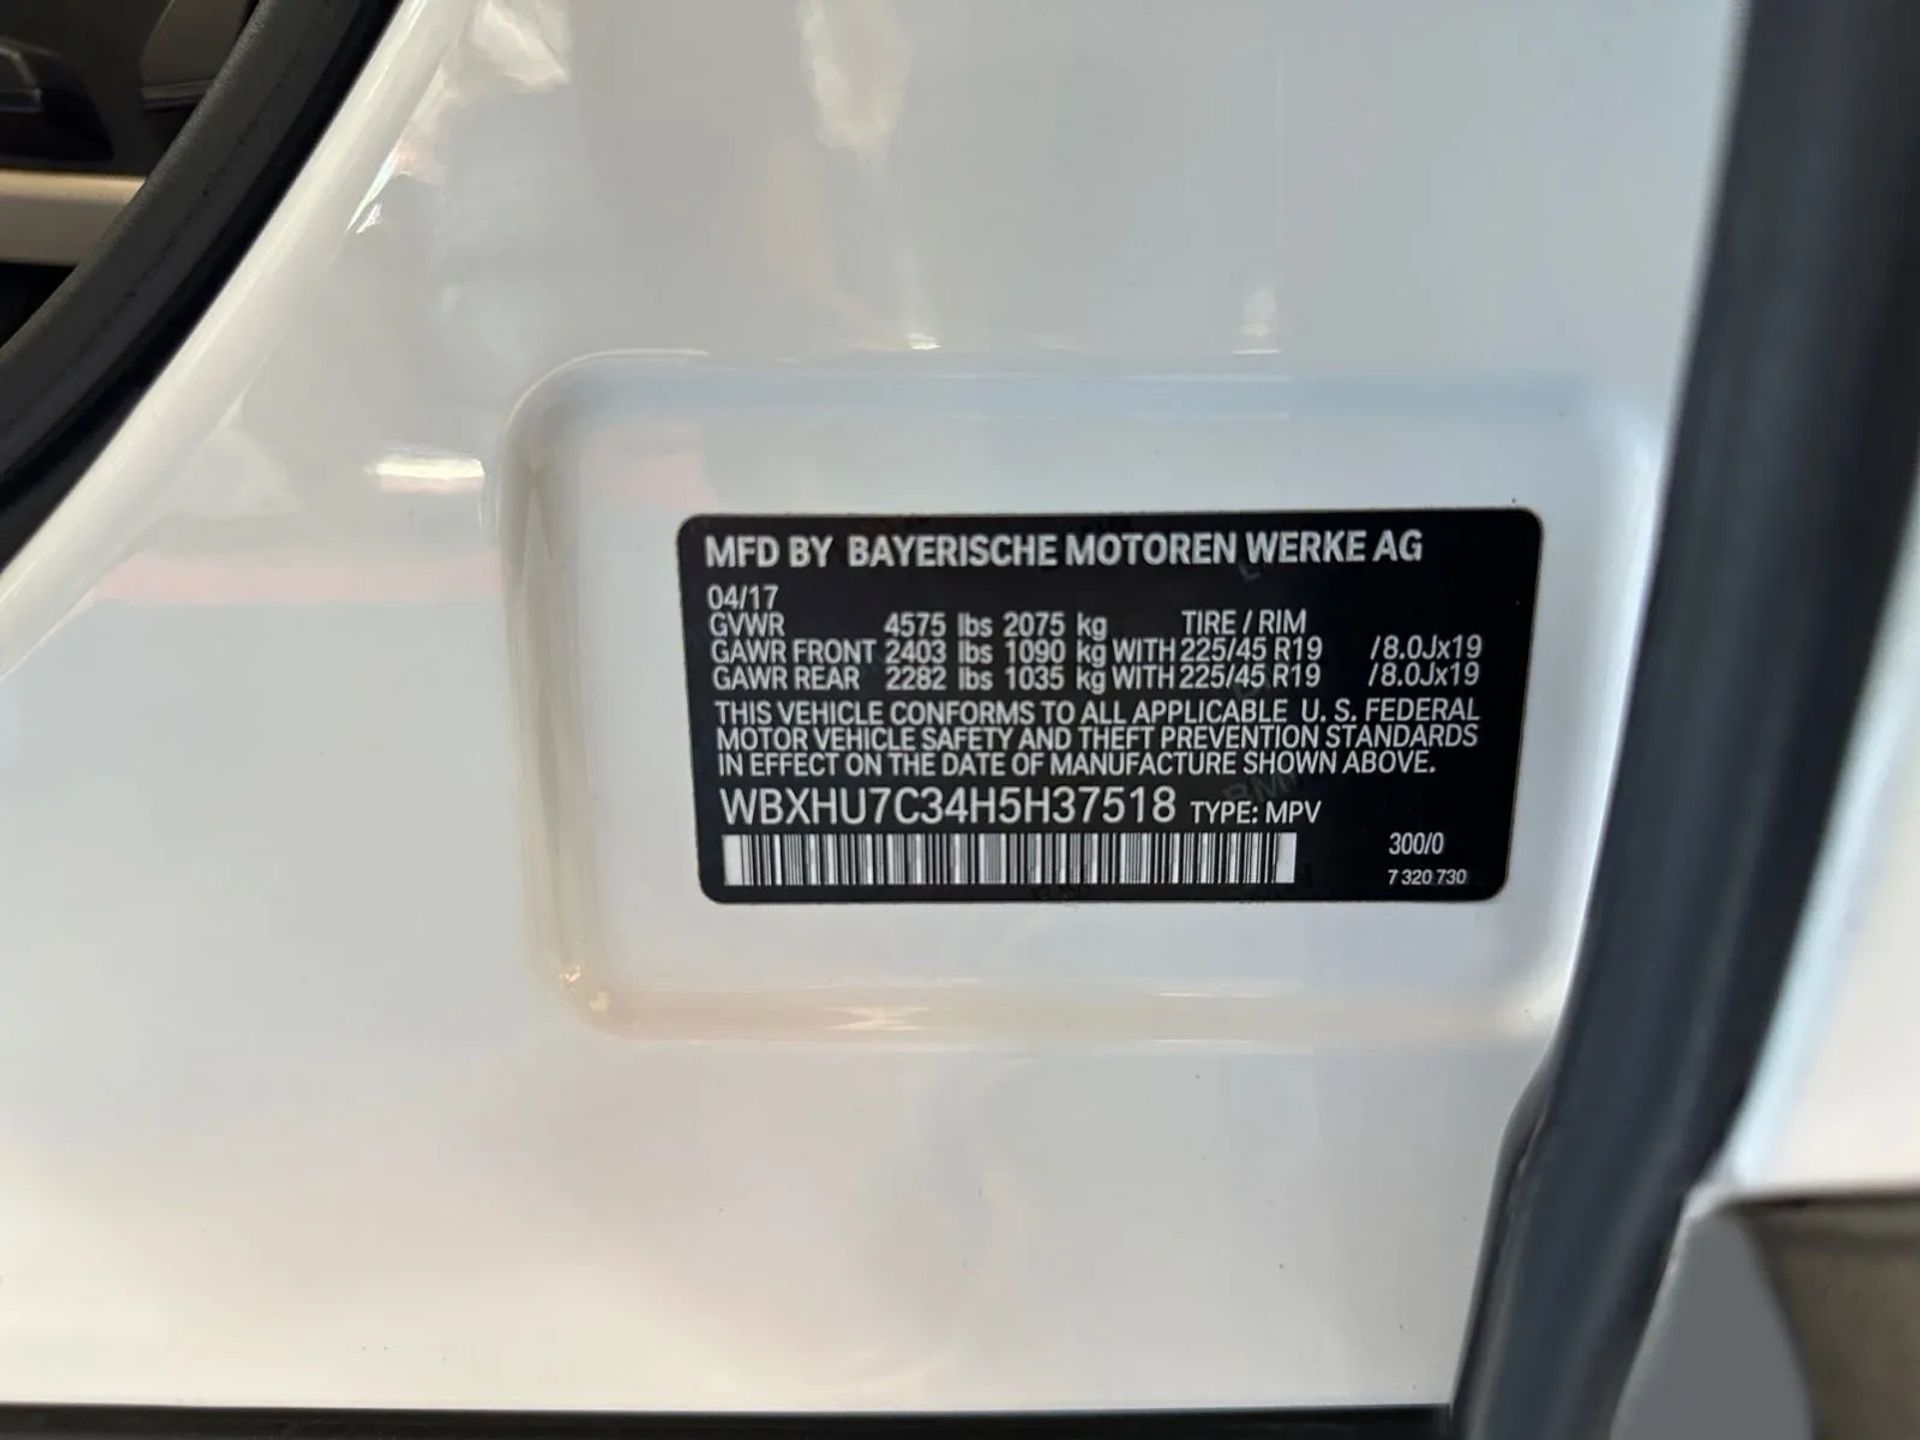 MFD BY BAYERISCHE MOTOREN WERKE AG
04/17
GVWR 4575 lbs 2075 kg TIRE / RIM
GAWR FRONT 2403 lbs 1090 kg WITH 225/45 R19 /8.0Jx19
GAWR REAR 2282 lbs 1035 kg WITH 225/45 R19 /8.0Jx19
THIS VEHICLE CONFORMS TO ALL APPLICABLE U. S. FEDERAL
MOTOR VEHICLE SAFETY AND THEFT PREVENTION STANDARDS
IN EFFECT ON THE DATE OF MANUFACTURE SHOWN ABOVE.
WBXHU7C34H5H37518 TYPE: MPV
300/0
7 320 730